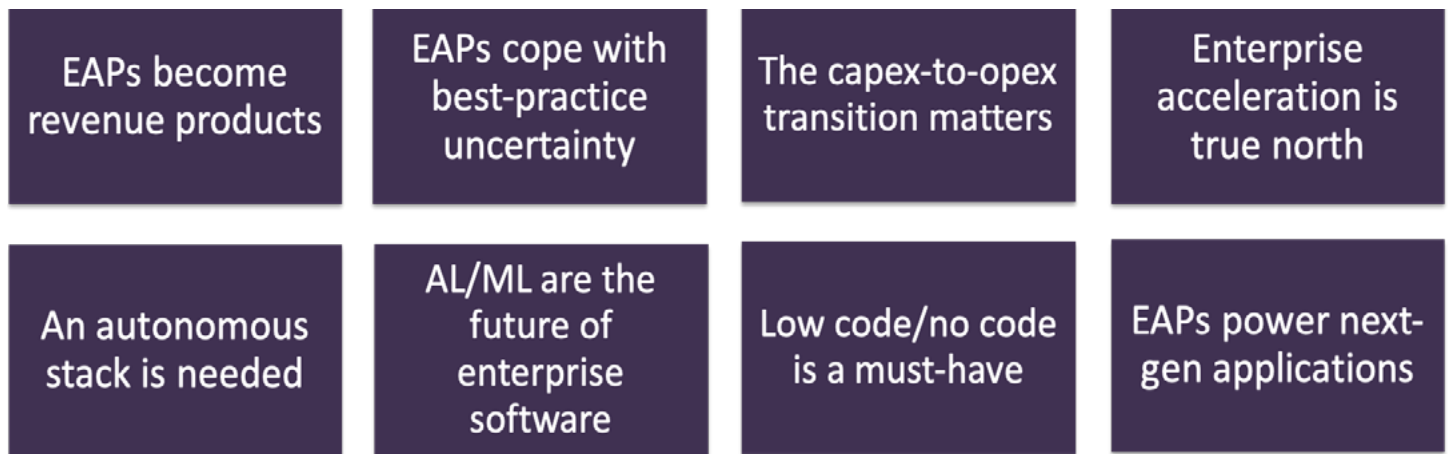 EAPs become
revenue products
EAPs cope with
best-practice
uncertainty
The capex-to-opex
transition matters
Enterprise
acceleration is
true north
An autonomous
stack is needed
AL/ML are the
future of
enterprise
software
Low code/no code
is a must-have
EAPs power next-
gen applications